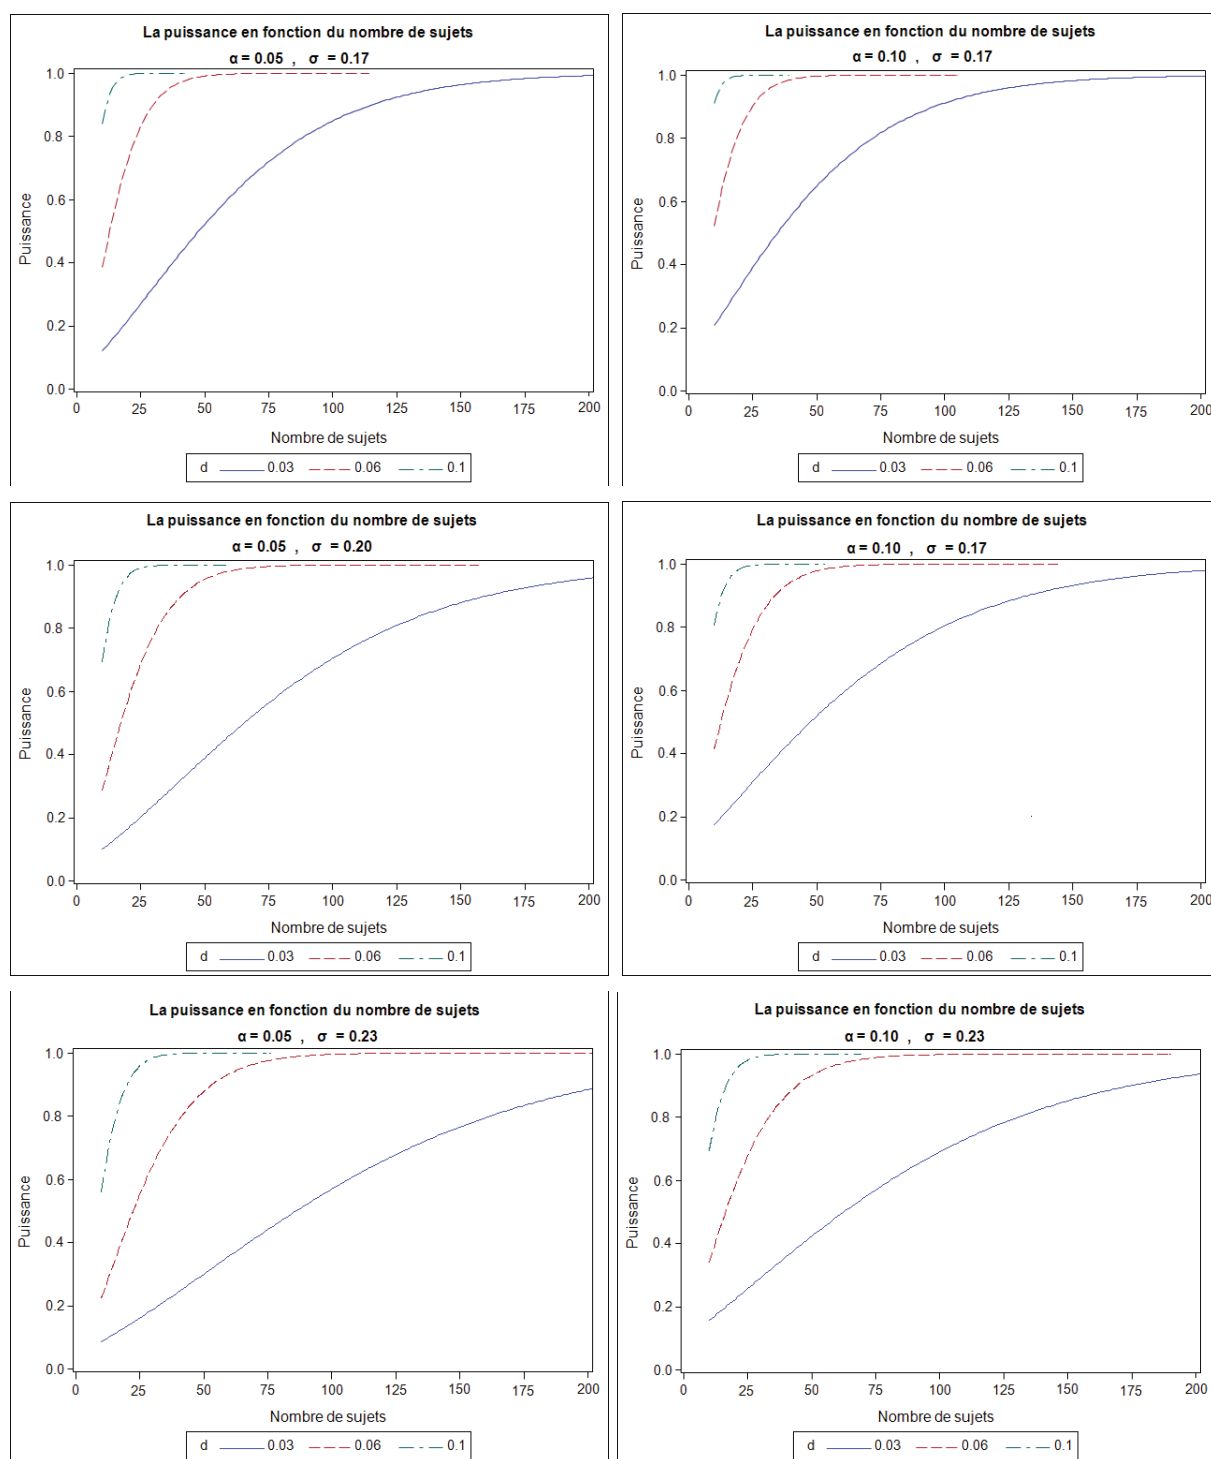 La puissance en fonction du nombre de sujets
α = 0.05 , σ = 0.17
1.0
0.8
0.6
0.4
0.2
0.0
Puissance
0 25 50 75 100 125 150 175 200
Nombre de sujets
d 0.03 0.06 0.1
La puissance en fonction du nombre de sujets
α = 0.10 , σ = 0.17
1.0
0.8
0.6
0.4
0.2
0.0
Puissance
0 25 50 75 100 125 150 175 200
Nombre de sujets
d 0.03 0.06 0.1
La puissance en fonction du nombre de sujets
α = 0.05 , σ = 0.20
1.0
0.8
0.6
0.4
0.2
0.0
Puissance
0 25 50 75 100 125 150 175 200
Nombre de sujets
d 0.03 0.06 0.1
La puissance en fonction du nombre de sujets
α = 0.10 , σ = 0.17
1.0
0.8
0.6
0.4
0.2
0.0
Puissance
0 25 50 75 100 125 150 175 200
Nombre de sujets
d 0.03 0.06 0.1
La puissance en fonction du nombre de sujets
α = 0.05 , σ = 0.23
1.0
0.8
0.6
0.4
0.2
0.0
Puissance
0 25 50 75 100 125 150 175 200
Nombre de sujets
d 0.03 0.06 0.1
La puissance en fonction du nombre de sujets
α = 0.10 , σ = 0.23
1.0
0.8
0.6
0.4
0.2
0.0
Puissance
0 25 50 75 100 125 150 175 200
Nombre de sujets
d 0.03 0.06 0.1